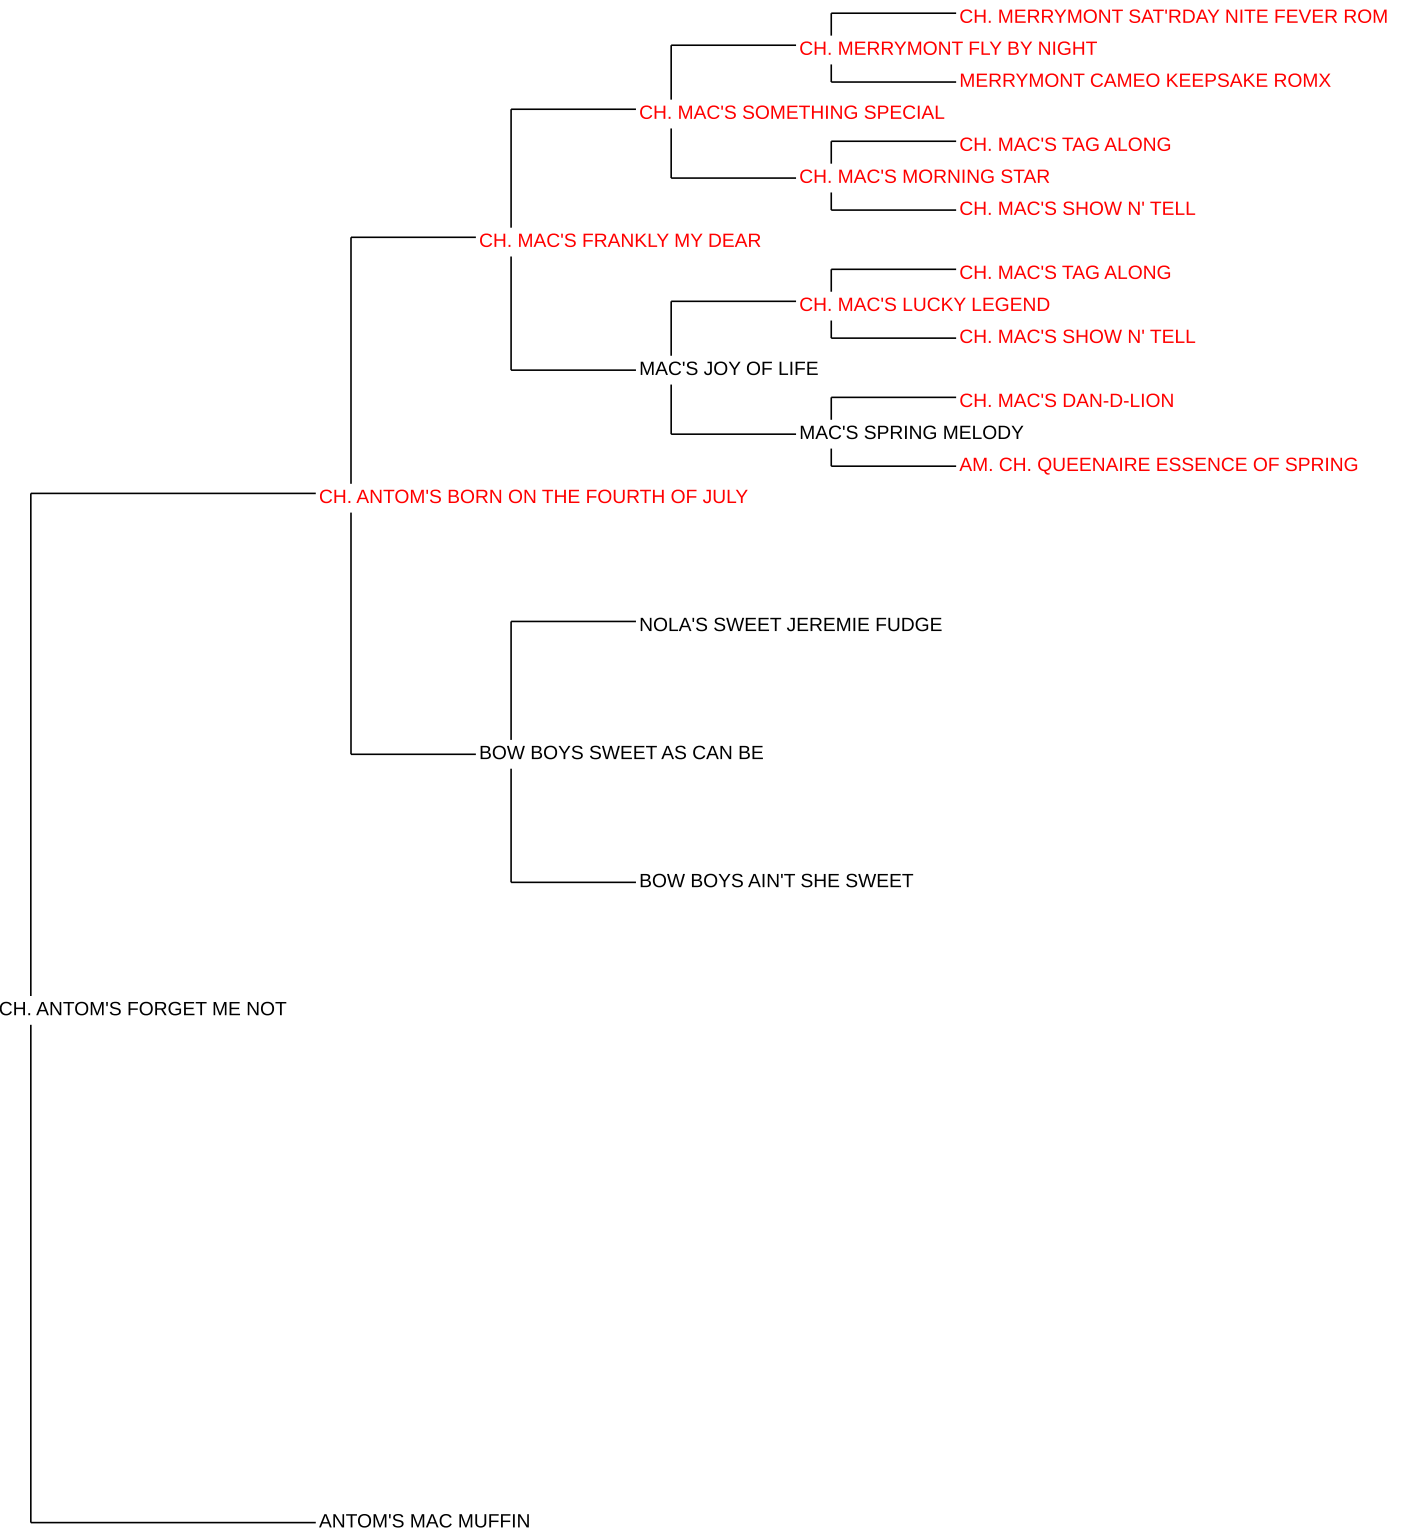 CH. MERRYMONT SAT'RDAY NITE FEVER ROM
CH. MERRYMONT FLY BY NIGHT
MERRYMONT CAMEO KEEPSAKE ROMX
CH. MAC'S SOMETHING SPECIAL
CH. MAC'S TAG ALONG
CH. MAC'S MORNING STAR
CH. MAC'S SHOW N' TELL
CH. MAC'S FRANKLY MY DEAR
CH. MAC'S TAG ALONG
CH. MAC'S LUCKY LEGEND
CH. MAC'S SHOW N' TELL
MAC'S JOY OF LIFE
CH. MAC'S DAN-D-LION
MAC'S SPRING MELODY
AM. CH. QUEENAIRE ESSENCE OF SPRING
CH. ANTOM'S BORN ON THE FOURTH OF JULY
NOLA'S SWEET JEREMIE FUDGE
BOW BOYS SWEET AS CAN BE
BOW BOYS AIN'T SHE SWEET
CH. ANTOM'S FORGET ME NOT
ANTOM'S MAC MUFFIN